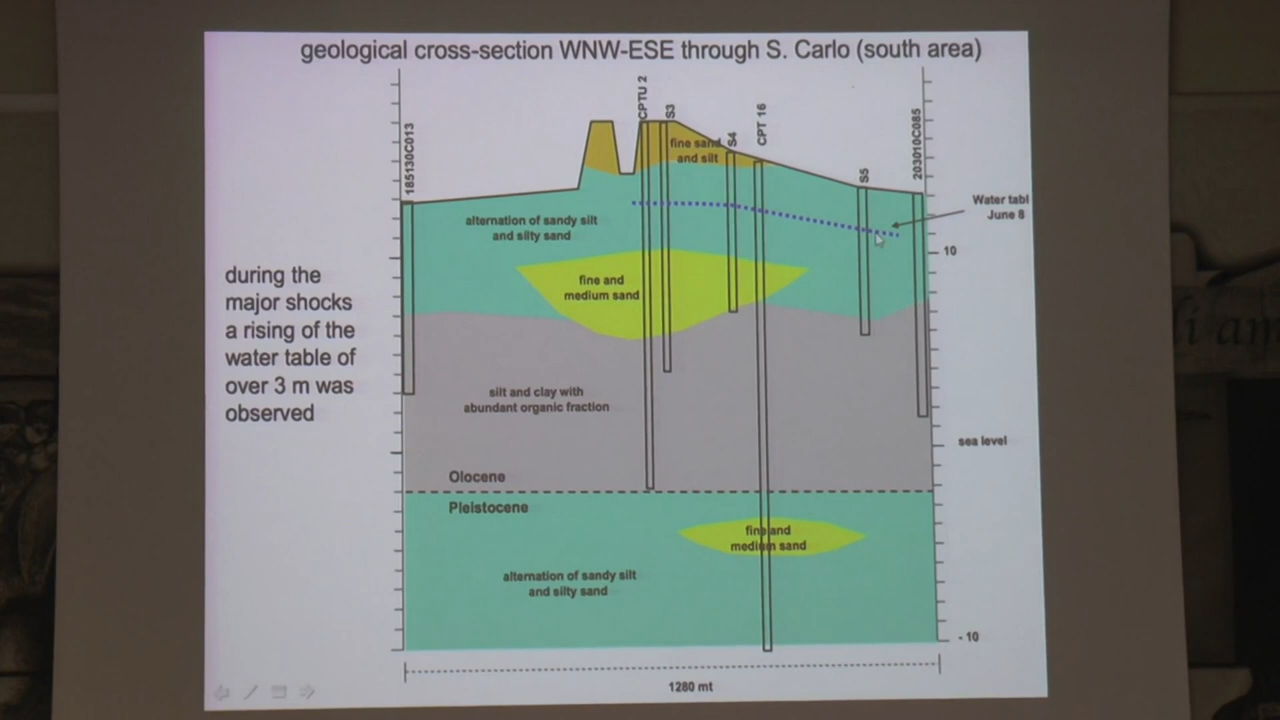 geological cross-section WNW-ESE through S. Carlo (south area)
185130C013
CPTU 2
S3
S4
CPT 16
S5
203010C085
fine sand
and silt
Water tabl
June 8
alternation of sandy silt
and silty sand
10
fine and
medium sand
during the
major shocks
a rising of the
water table of
over 3 m was
observed
silt and clay with
abundant organic fraction
sea level
Olocene
Pleistocene
fine and
medium sand
alternation of sandy silt
and silty sand
- 10
1280 mt